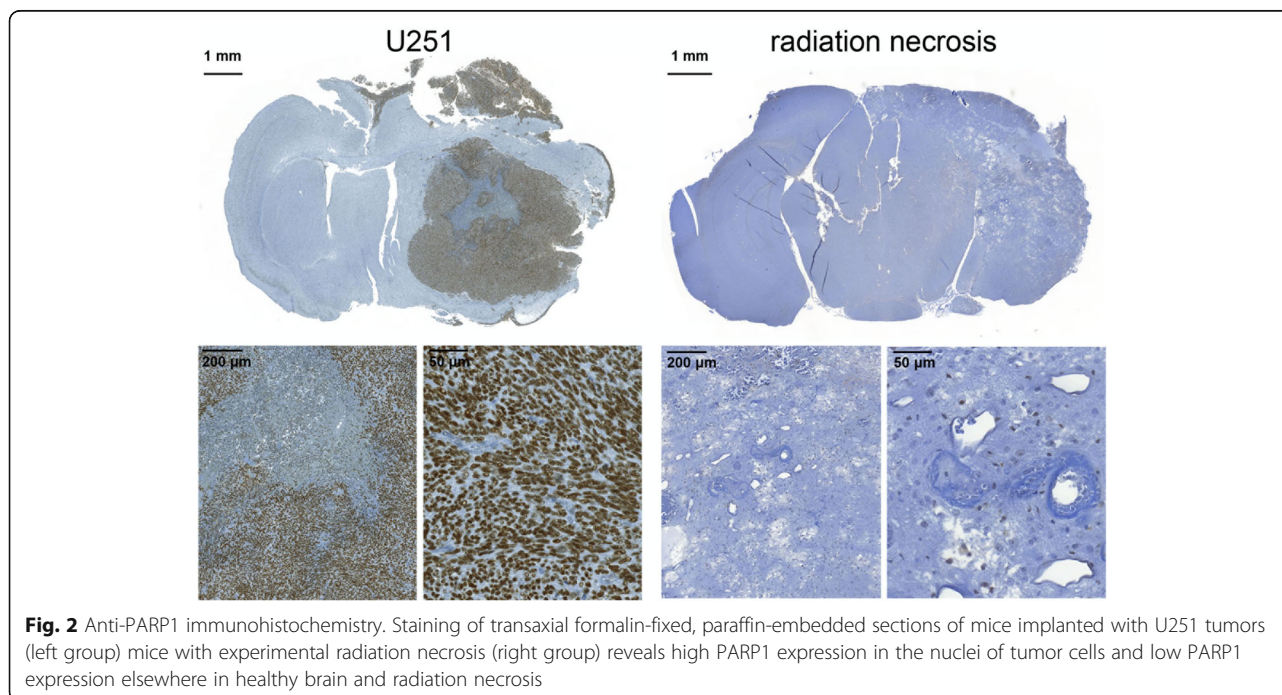 U251
radiation necrosis
1 mm
1 mm
200 µm
50 µm
200 µm
50 µm
Fig. 2 Anti-PARP1 immunohistochemistry. Staining of transaxial formalin-fixed, paraffin-embedded sections of mice implanted with U251 tumors
(left group) mice with experimental radiation necrosis (right group) reveals high PARP1 expression in the nuclei of tumor cells and low PARP1
expression elsewhere in healthy brain and radiation necrosis